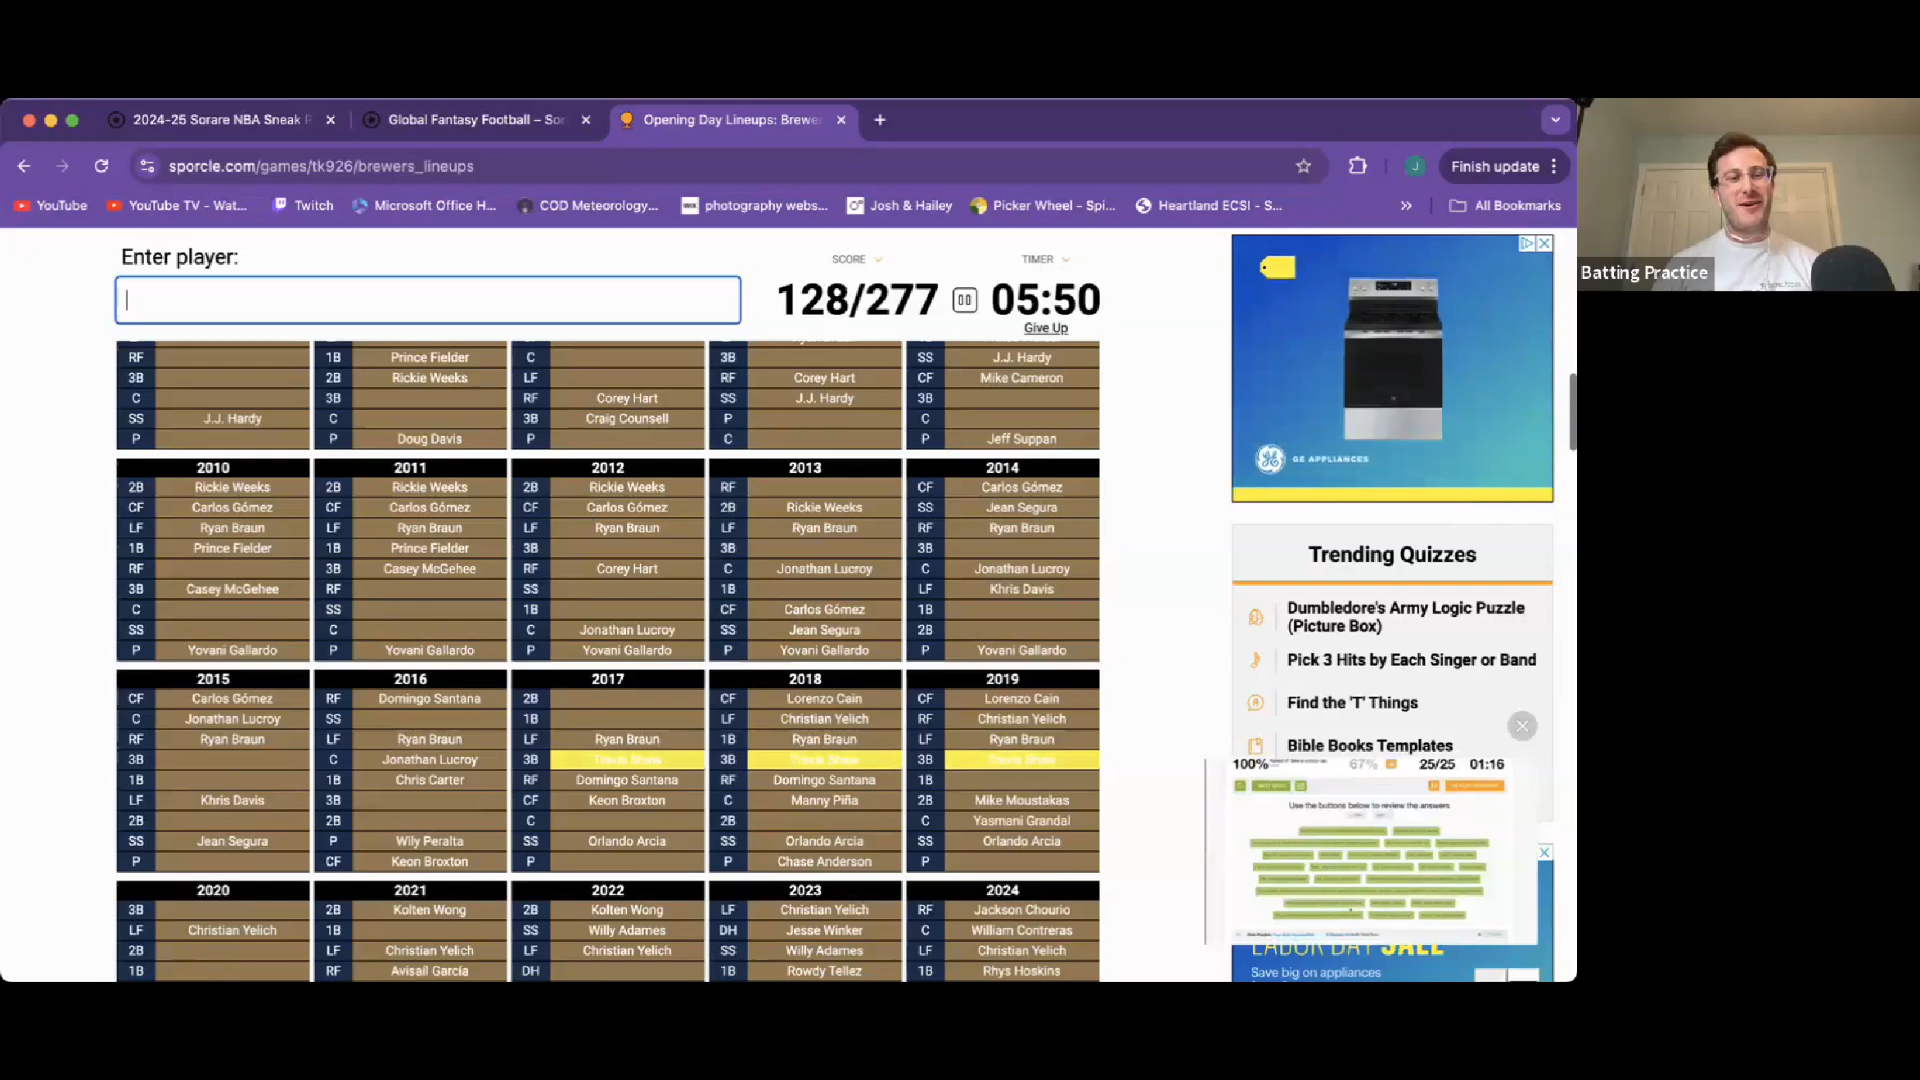 2024-25 Sorare NBA Sneak
Global Fantasy Football – Sor
Opening Day Lineups: Brewer
sporcle.com/games/tk926/brewers_lineups
Finish update
J
YouTube
YouTube TV - Wat...
Twitch
Microsoft Office H...
COD Meteorology...
photography webs...
Josh & Hailey
Picker Wheel – Spi...
Heartland ECSI – S...
All Bookmarks
Batting Practice
Enter player:
SCORE
TIMER
128/277
05:50
Give Up
RF 1B Prince Fielder C 3B SS J.J. Hardy
3B 2B Rickie Weeks LF RF Corey Hart CF Mike Cameron
C 3B RF Corey Hart SS J.J. Hardy 3B
SS J.J. Hardy C 3B Craig Counsell P C
P P Doug Davis P C P Jeff Suppan
2010 2011 2012 2013 2014
2B Rickie Weeks 2B Rickie Weeks 2B Rickie Weeks RF CF Carlos Gómez
CF Carlos Gómez CF Carlos Gómez CF Carlos Gómez 2B Rickie Weeks SS Jean Segura
LF Ryan Braun LF Ryan Braun LF Ryan Braun LF Ryan Braun RF Ryan Braun
1B Prince Fielder 1B Prince Fielder 3B 3B 3B
RF 3B Casey McGehee RF Corey Hart C Jonathan Lucroy C Jonathan Lucroy
3B Casey McGehee RF SS 1B LF Khris Davis
C SS 1B CF Carlos Gómez 1B
SS C C Jonathan Lucroy SS Jean Segura 2B
P Yovani Gallardo P Yovani Gallardo P Yovani Gallardo P Yovani Gallardo P Yovani Gallardo
2015 2016 2017 2018 2019
CF Carlos Gómez RF Domingo Santana 2B CF Lorenzo Cain CF Lorenzo Cain
C Jonathan Lucroy SS 1B LF Christian Yelich RF Christian Yelich
RF Ryan Braun LF Ryan Braun LF Ryan Braun 1B Ryan Braun LF Ryan Braun
3B C Jonathan Lucroy 3B Travis Shaw 3B Travis Shaw 3B Travis Shaw
1B 1B Chris Carter RF Domingo Santana RF Domingo Santana 1B
LF Khris Davis 3B CF Keon Broxton C Manny Piña 2B Mike Moustakas
2B 2B C 2B C Yasmani Grandal
SS Jean Segura P Wily Peralta SS Orlando Arcia SS Orlando Arcia SS Orlando Arcia
P CF Keon Broxton P P Chase Anderson P
2020 2021 2022 2023 2024
3B 2B Kolten Wong 2B Kolten Wong LF Christian Yelich RF Jackson Chourio
LF Christian Yelich 1B SS Willy Adames DH Jesse Winker C William Contreras
2B LF Christian Yelich LF Christian Yelich SS Willy Adames LF Christian Yelich
1B RF Avisaíl García DH 1B Rowdy Tellez 1B Rhys Hoskins
GE APPLIANCES
Trending Quizzes
Dumbledore's Army Logic Puzzle
(Picture Box)
Pick 3 Hits by Each Singer or Band
Find the 'T' Things
Bible Books Templates
100% 67% 25/25 01:16
Use the buttons below to review the answers
LABOR DAY SALE
Save big on appliances